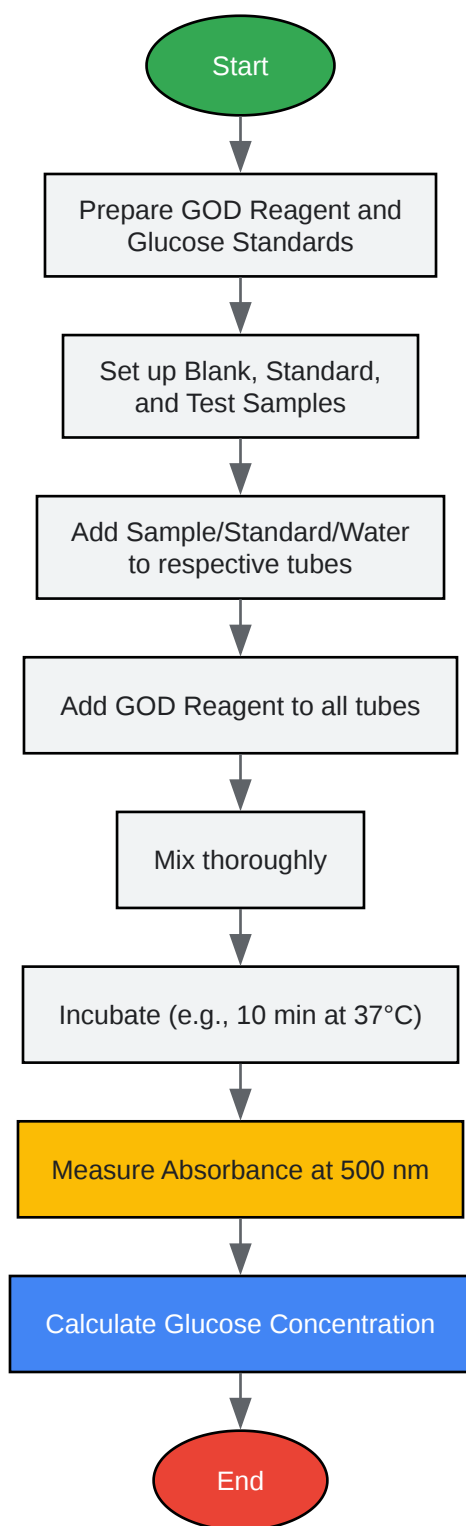 Start
Prepare GOD Reagent and
Glucose Standards
Set up Blank, Standard,
and Test Samples
Add Sample/Standard/Water
to respective tubes
Add GOD Reagent to all tubes
Mix thoroughly
Incubate (e.g., 10 min at 37°C)
Measure Absorbance at 500 nm
Calculate Glucose Concentration
End